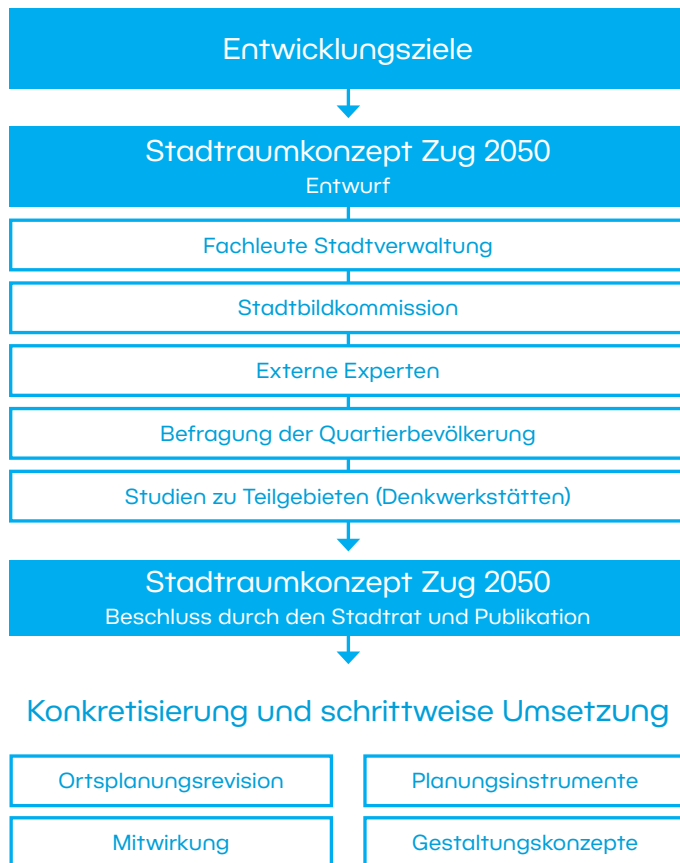 Entwicklungsziele
Stadtraumkonzept Zug 2050
Entwurf
Fachleute Stadtverwaltung
Stadtbildkommission
Externe Experten
Befragung der Quartierbevölkerung
Studien zu Teilgebieten (Denkwerkstätten)
Stadtraumkonzept Zug 2050
Beschluss durch den Stadtrat und Publikation
Konkretisierung und schrittweise Umsetzung
Ortsplanungsrevision
Planungsinstrumente
Mitwirkung
Gestaltungskonzepte